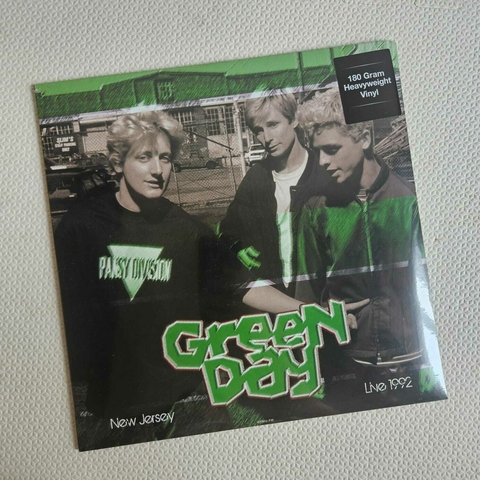 180 Gram
Heavyweight
Vinyl
PANSY DIVISION
GReeN
Day
New Jersey
Live 1992